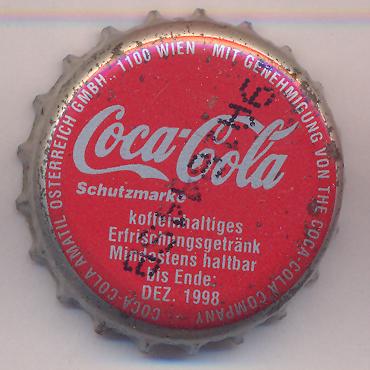 COCA-COLA AMATIL ÖSTERREICH GMBH. 1100 WIEN MIT GENEHMIGUNG VON THE COCA-COLA COMPANY
Coca-Cola
Schutzmarke
koffeinhaltiges
Erfrischungsgetränk
Mindestens haltbar
bis Ende:
DEZ. 1998